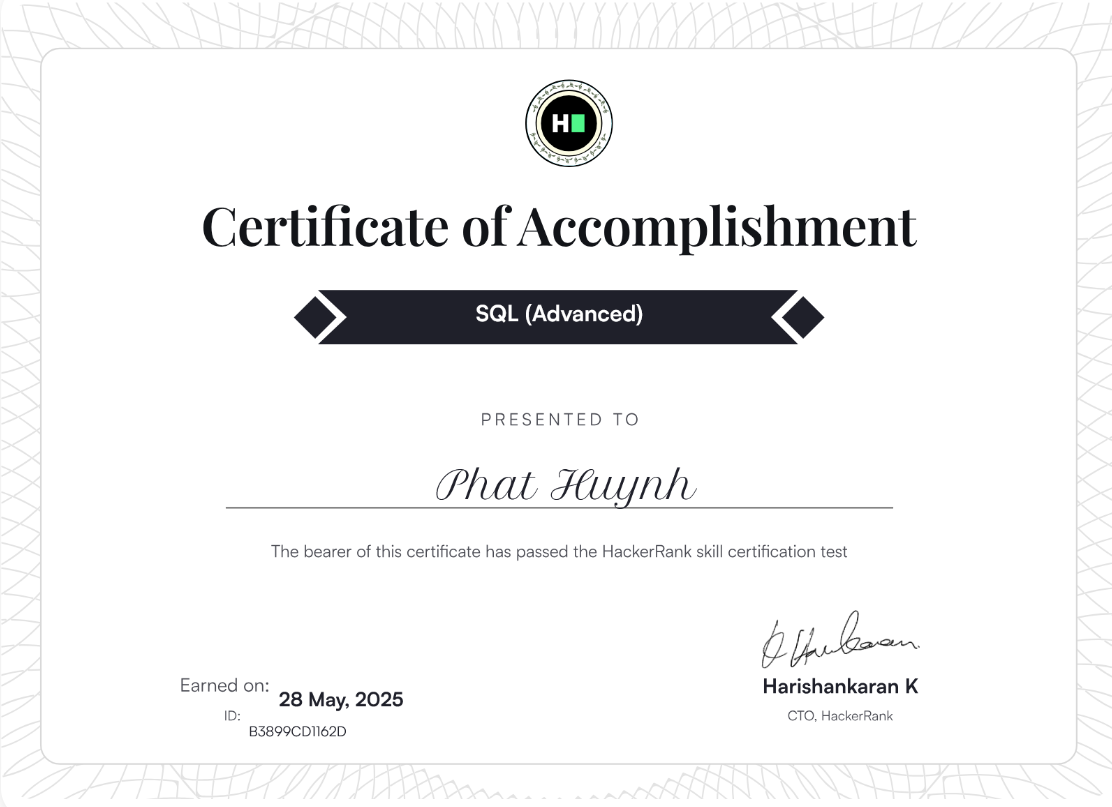 H
Certificate of Accomplishment
SQL (Advanced)
PRESENTED TO
Phat Huynh
The bearer of this certificate has passed the HackerRank skill certification test
Earned on: 28 May, 2025
ID: B3899CD1162D
Harishankaran K
CTO, HackerRank